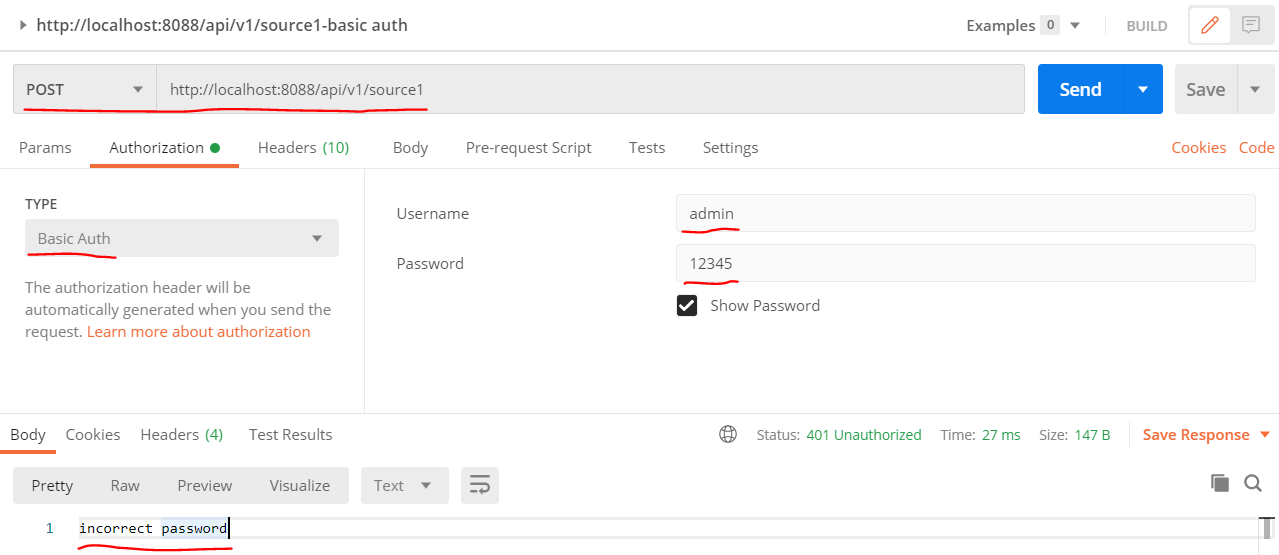 http://localhost:8088/api/v1/source1-basic auth
Examples 0
BUILD
POST
http://localhost:8088/api/v1/source1
Send
Save
Params
Authorization
Headers (10)
Body
Pre-request Script
Tests
Settings
Cookies
Code
TYPE
Basic Auth
The authorization header will be
automatically generated when you send the
request. Learn more about authorization
Username
admin
Password
12345
Show Password
Body
Cookies
Headers (4)
Test Results
Status: 401 Unauthorized
Time: 27 ms
Size: 147 B
Save Response
Pretty
Raw
Preview
Visualize
Text
1
incorrect password